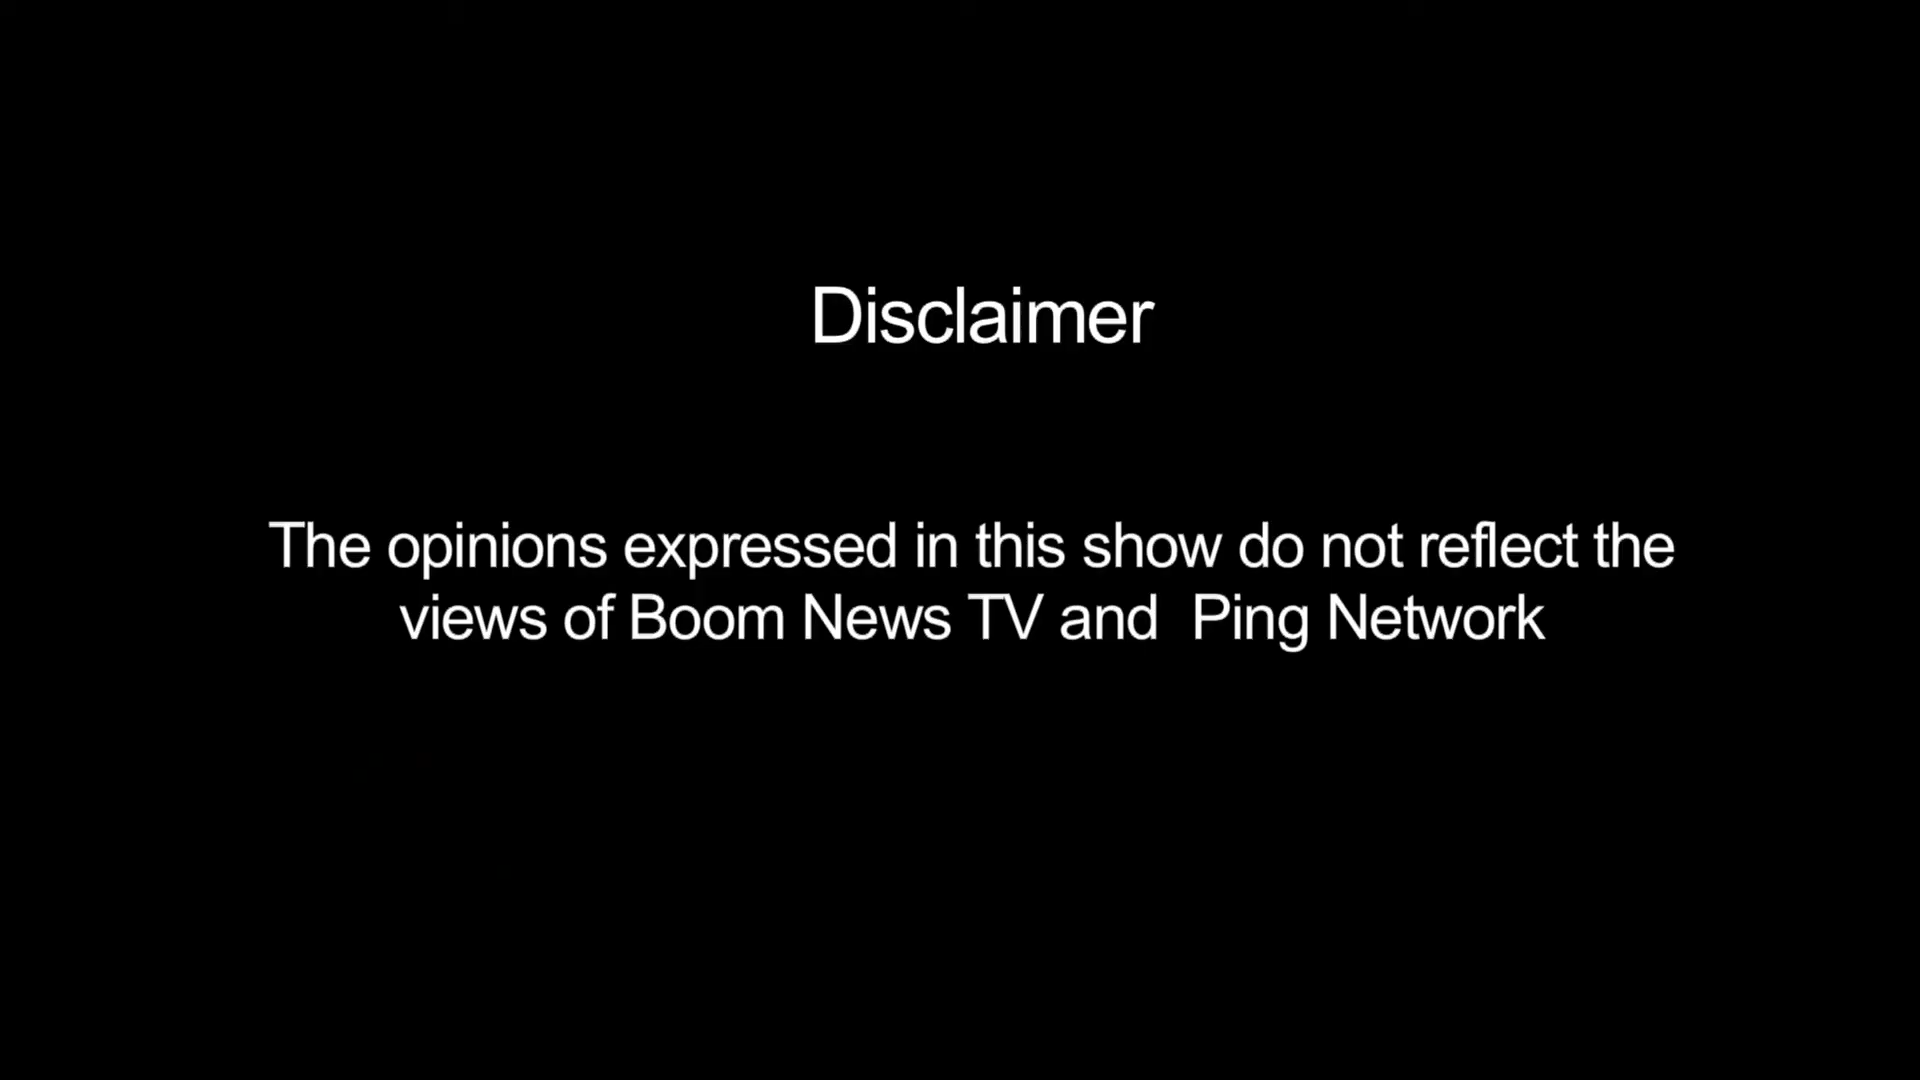 Disclaimer
The opinions expressed in this show do not reflect the
views of Boom News TV and  Ping Network